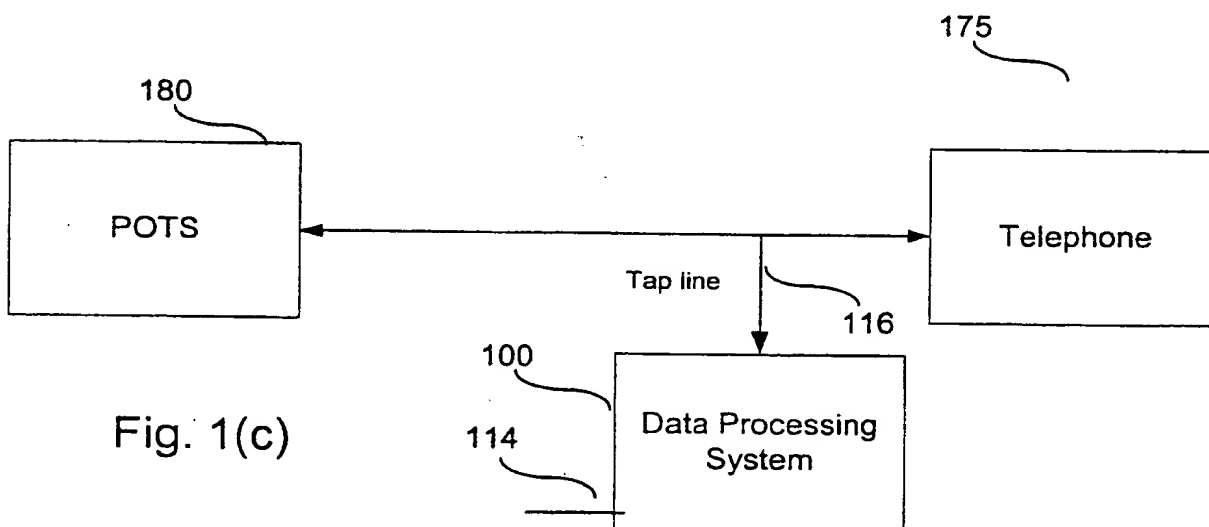 175
180
POTS
Telephone
Tap line
116
100
Data Processing
System
114
Fig. 1(c)